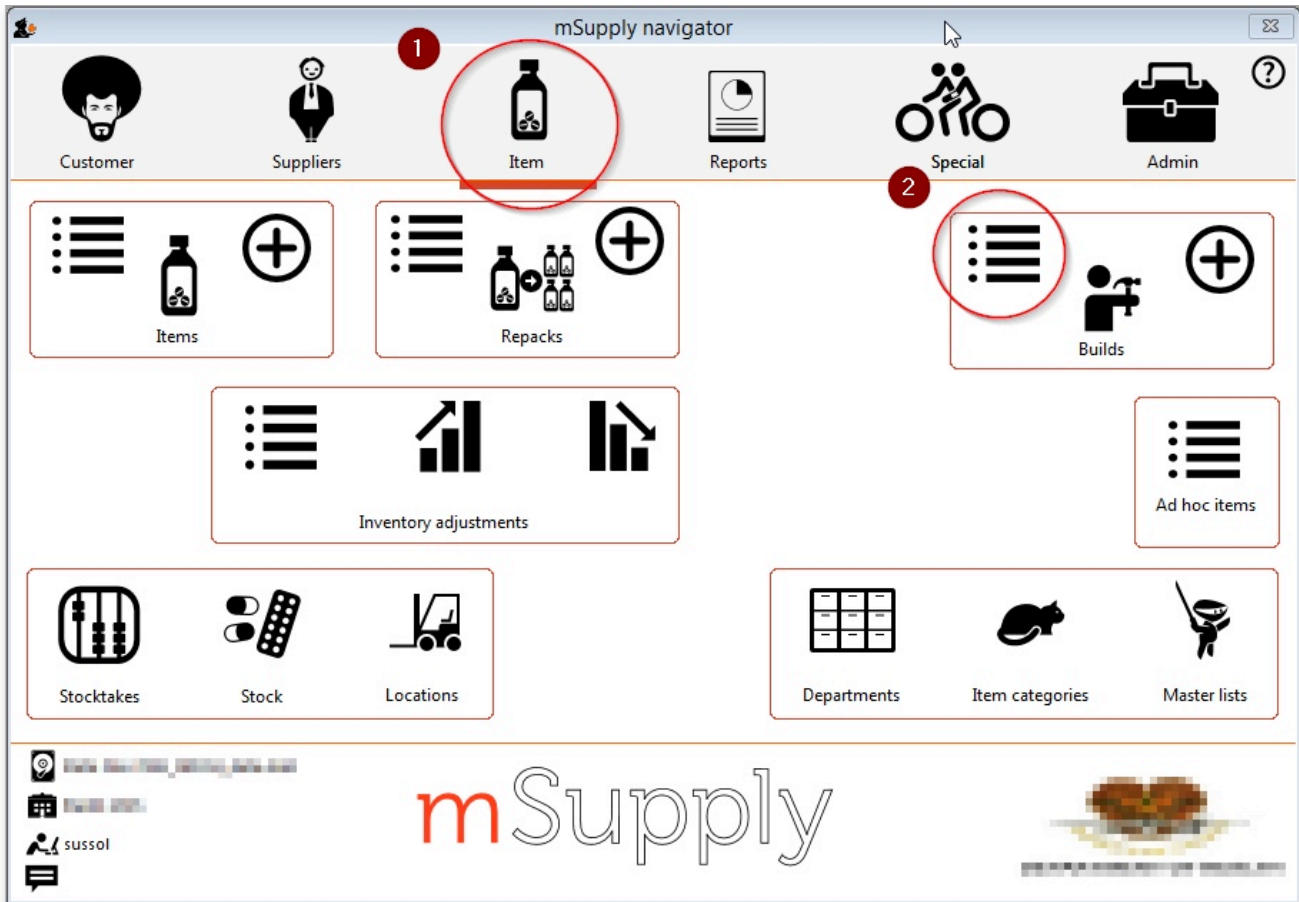 mSupply navigator
1
Customer
Suppliers
Item
Reports
Special
Admin
?
2
Items
Repacks
Builds
Inventory adjustments
Ad hoc items
Stocktakes
Stock
Locations
Departments
Item categories
Master lists
sussol
mSupply